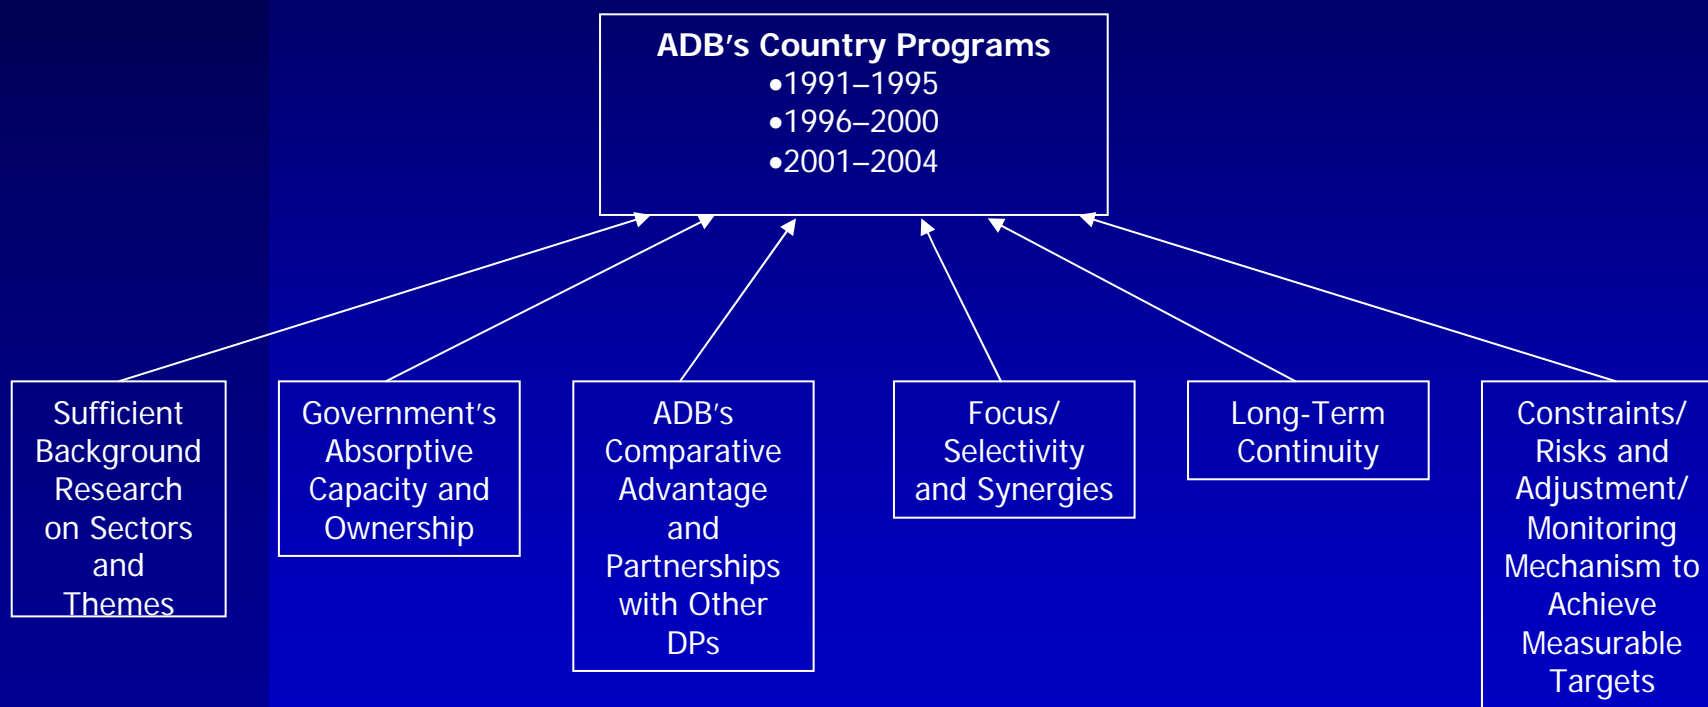 ADB's Country Programs
•1991–1995
•1996–2000
•2001–2004
Sufficient
Background
Research
on Sectors
and
Themes
Government's
Absorptive
Capacity and
Ownership
ADB's
Comparative
Advantage
and
Partnerships
with Other
DPs
Focus/
Selectivity
and Synergies
Long-Term
Continuity
Constraints/
Risks and
Adjustment/
Monitoring
Mechanism to
Achieve
Measurable
Targets